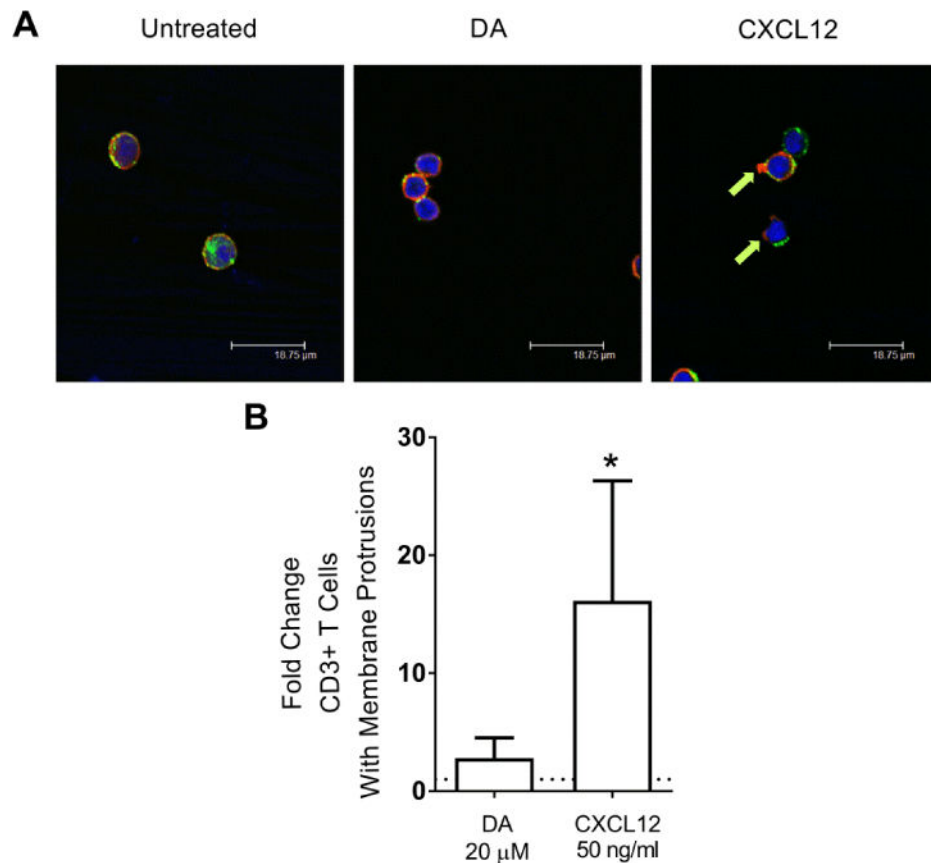 A
Untreated
DA
CXCL12
18.75 µm
18.75 µm
18.75 µm
B
Fold Change
CD3+ T Cells
With Membrane Protrusions
30
20
10
0
*
DA
20 µM
CXCL12
50 ng/ml